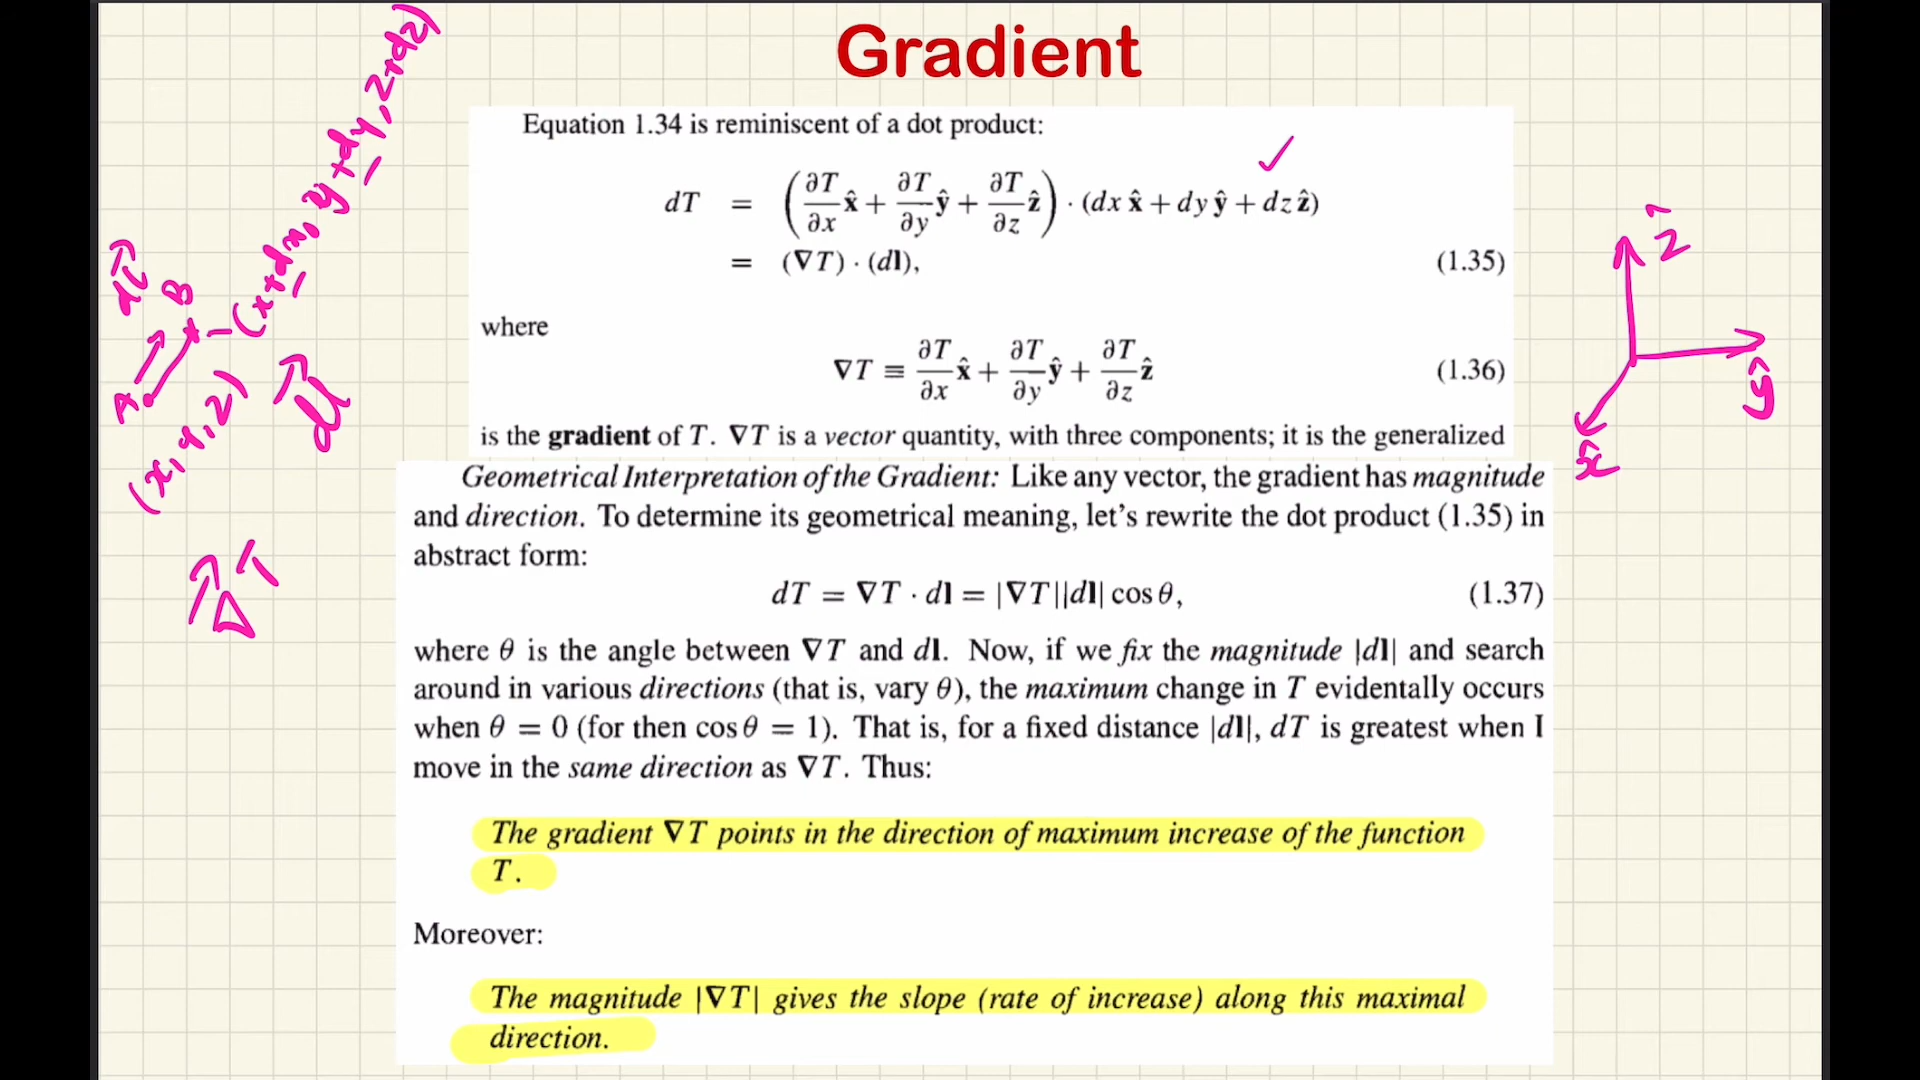 Gradient
Equation 1.34 is reminiscent of a dot product:
dT = (∂T/∂x x̂ + ∂T/∂y ŷ + ∂T/∂z ẑ) · (dx x̂ + dy ŷ + dz ẑ)
= (∇T) · (dl), (1.35)
where
∇T ≡ ∂T/∂x x̂ + ∂T/∂y ŷ + ∂T/∂z ẑ (1.36)
is the gradient of T. ∇T is a vector quantity, with three components; it is the generalized
Geometrical Interpretation of the Gradient: Like any vector, the gradient has magnitude
and direction. To determine its geometrical meaning, let's rewrite the dot product (1.35) in
abstract form:
dT = ∇T · dl = |∇T||dl| cos θ, (1.37)
where θ is the angle between ∇T and dl. Now, if we fix the magnitude |dl| and search
around in various directions (that is, vary θ), the maximum change in T evidentally occurs
when θ = 0 (for then cos θ = 1). That is, for a fixed distance |dl|, dT is greatest when I
move in the same direction as ∇T. Thus:
The gradient ∇T points in the direction of maximum increase of the function
T.
Moreover:
The magnitude |∇T| gives the slope (rate of increase) along this maximal
direction.
dl
B
(x+dx, y+dy, z+dz)
A
(x,y,z)
dl
∇T
ẑ
ŷ
x̂